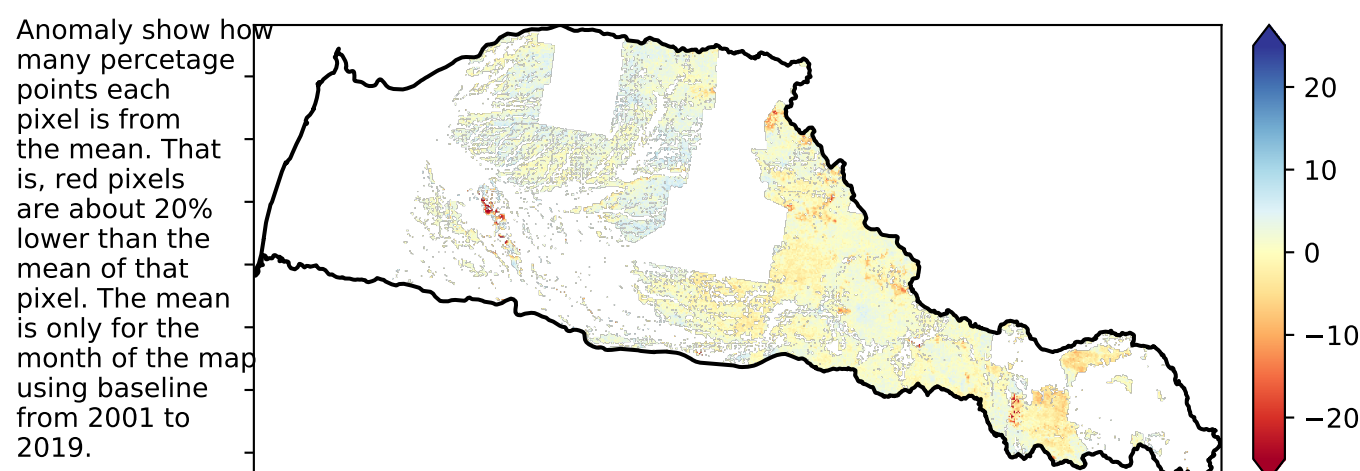 Anomaly show how
many percetage
points each
pixel is from
the mean. That
is, red pixels
are about 20%
lower than the
mean of that
pixel. The mean
is only for the
month of the map
using baseline
from 2001 to
2019.
20
10
0
−10
−20